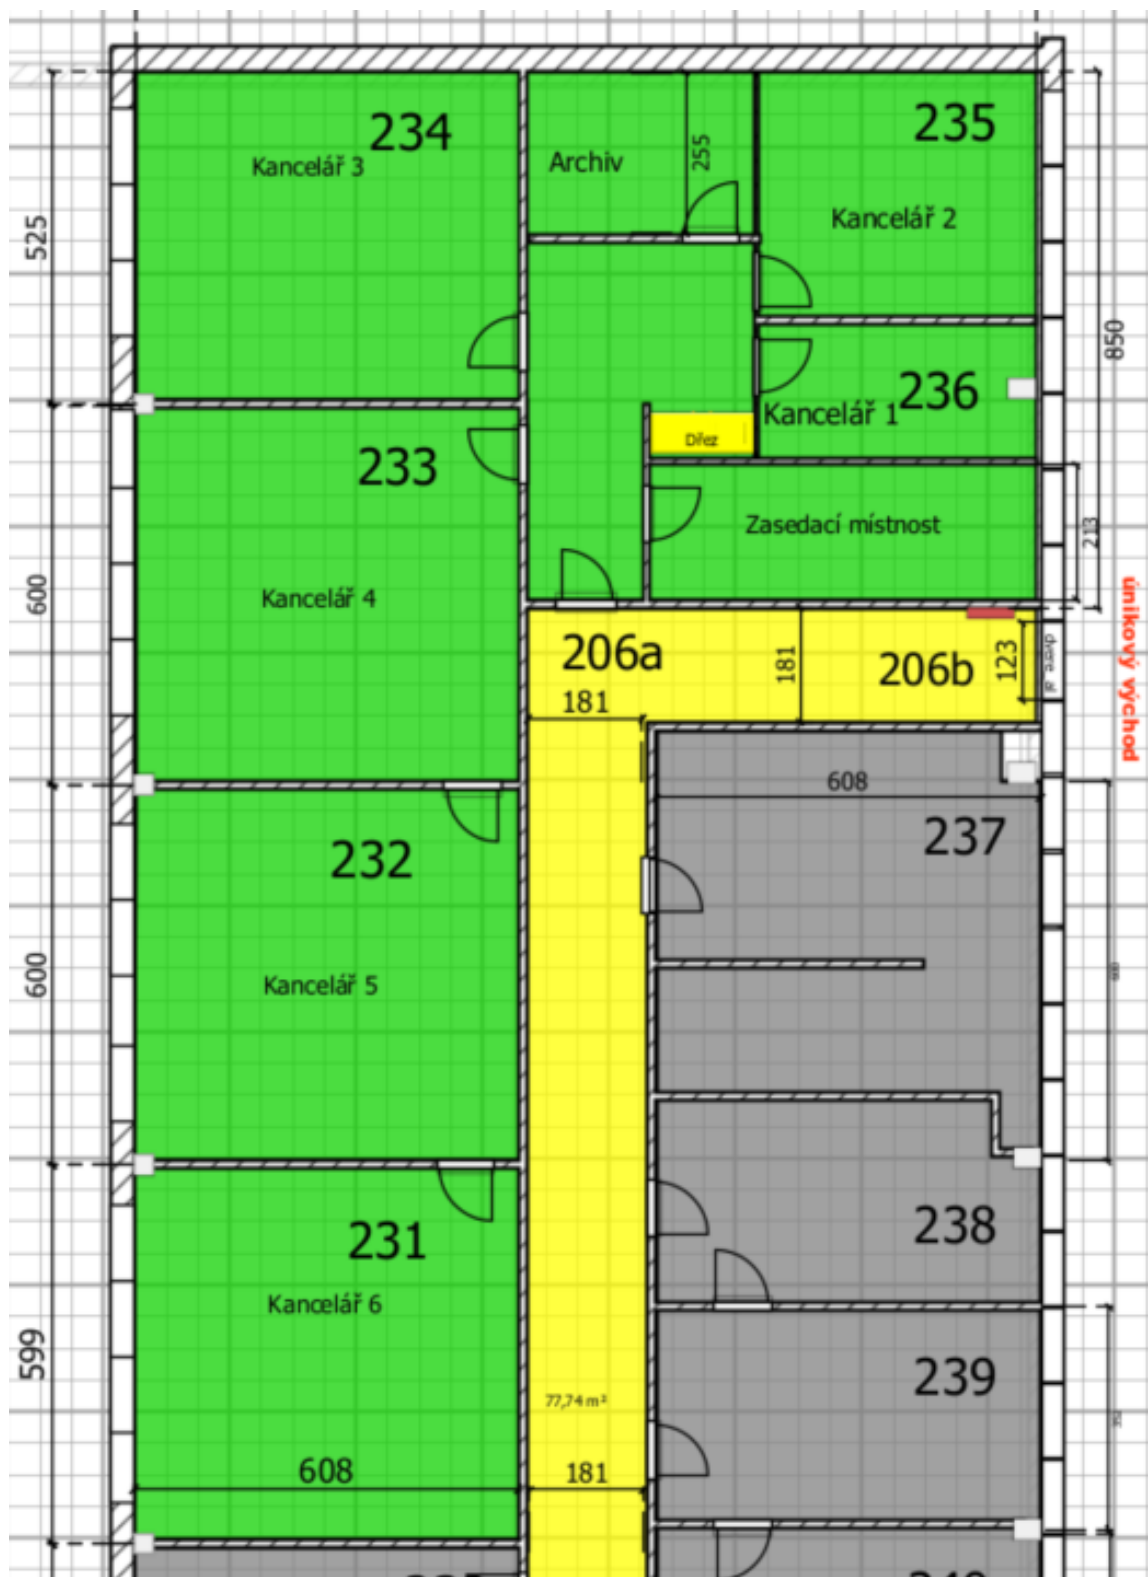 234
Kancelář 3
Archiv
255
235
Kancelář 2
525
850
236
Kancelář 1
Dřez
233
Zasedací místnost
213
Kancelář 4
600
únikový východ
206a
181
206b
123
181
608
237
232
Kancelář 5
600
600
238
231
Kancelář 6
599
239
77,74 m²
608
181